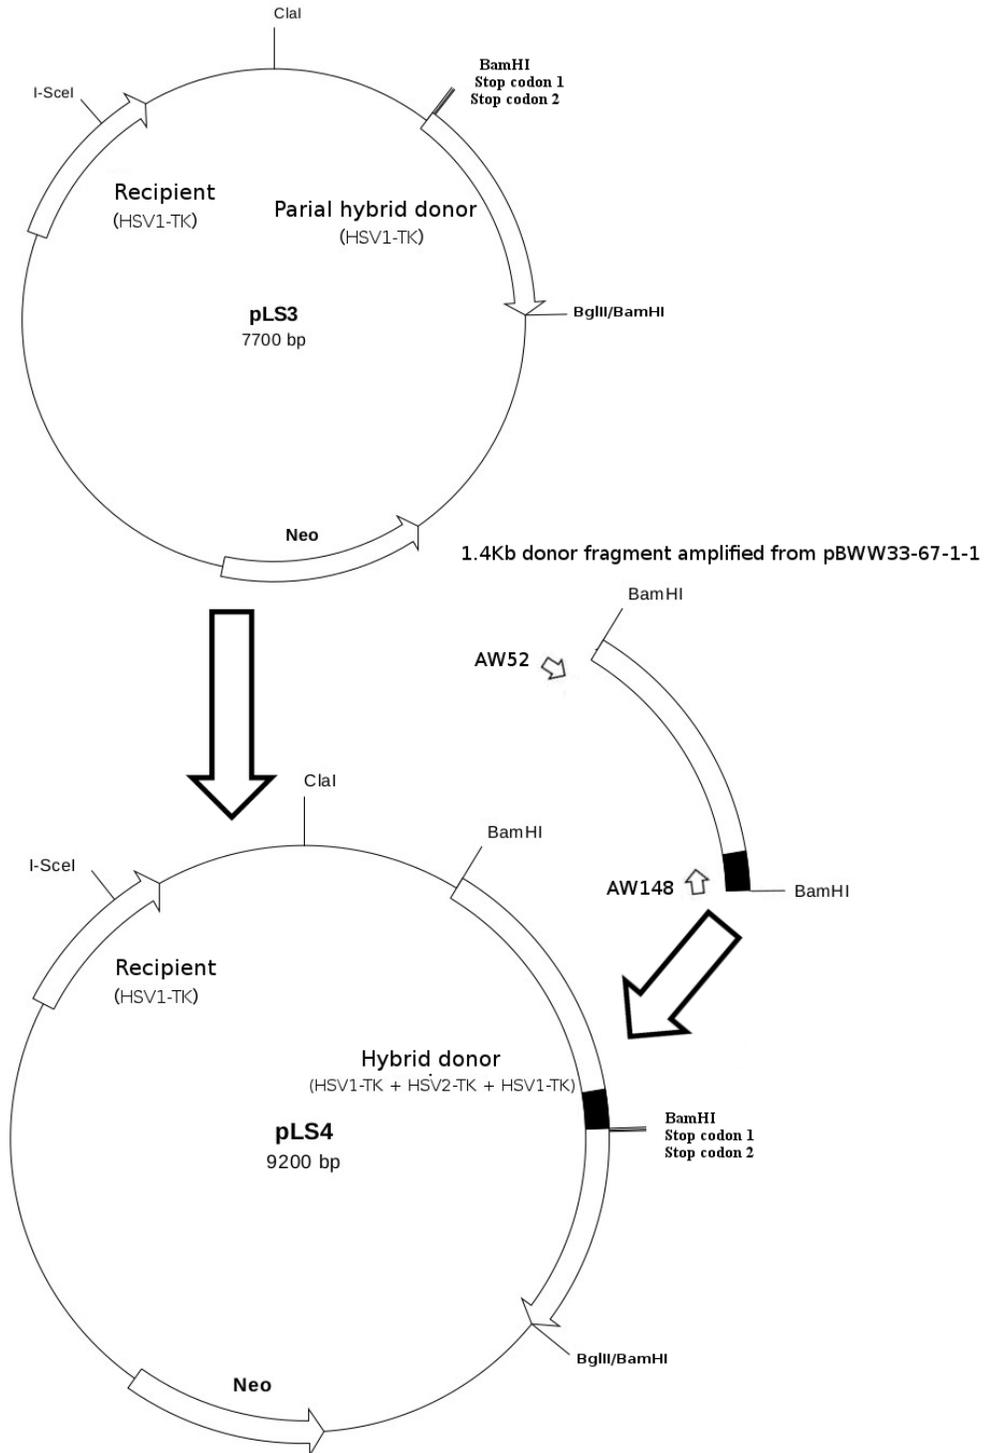 ClaI
I-SceI
BamHI
Stop codon 1
Stop codon 2
Recipient
(HSV1-TK)
Parial hybrid donor
(HSV1-TK)
pLS3
7700 bp
BglII/BamHI
Neo
1.4Kb donor fragment amplified from pBWW33-67-1-1
BamHI
AW52
AW148
BamHI
ClaI
I-SceI
BamHI
Recipient
(HSV1-TK)
Hybrid donor
(HSV1-TK + HSV2-TK + HSV1-TK)
pLS4
9200 bp
BamHI
Stop codon 1
Stop codon 2
BglII/BamHI
Neo